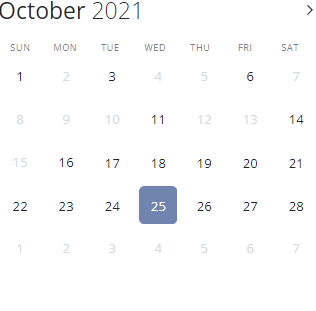 October 2021
SUN MON TUE WED THU FRI SAT
1 2 3 4 5 6 7
8 9 10 11 12 13 14
15 16 17 18 19 20 21
22 23 24 25 26 27 28
1 2 3 4 5 6 7